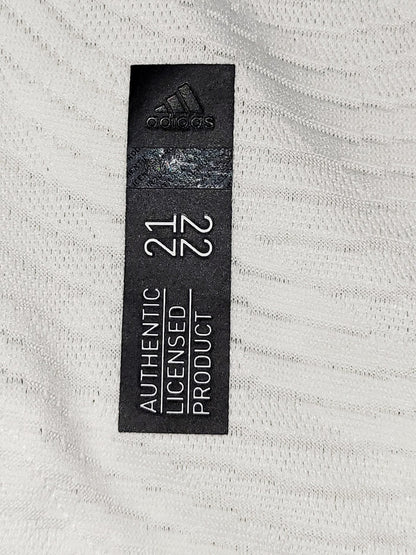 adidas
21
22
AUTHENTIC
LICENSED
PRODUCT